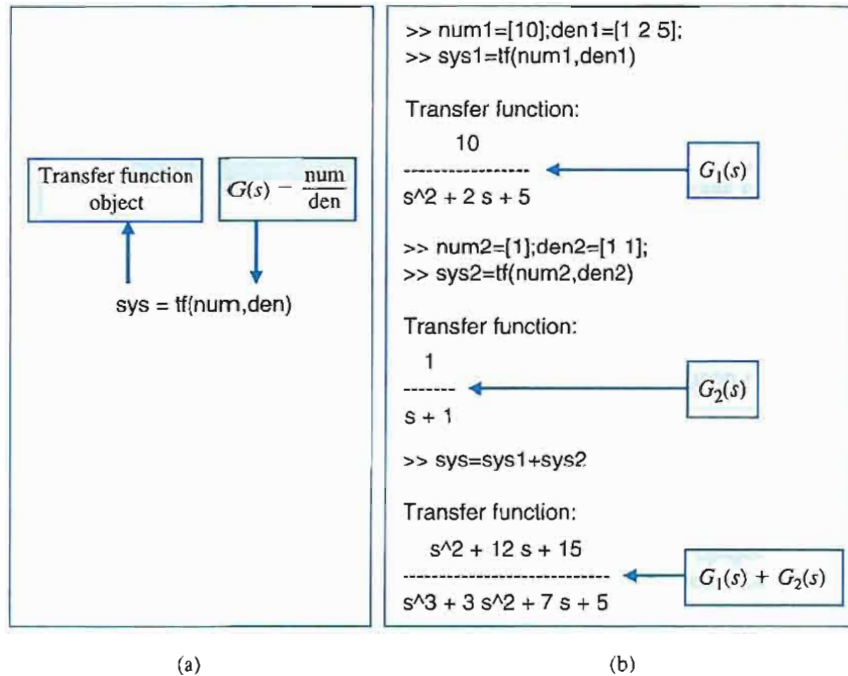 Transfer function
object
G(s) = num
den
sys = tf(num,den)
(a)
>> num1=[10];den1=[1 2 5];
>> sys1=tf(num1,den1)
Transfer function:
10
------------------
s^2 + 2 s + 5
G1(s)
>> num2=[1];den2=[1 1];
>> sys2=tf(num2,den2)
Transfer function:
1
-------
s + 1
G2(s)
>> sys=sys1+sys2
Transfer function:
s^2 + 12 s + 15
-----------------------------
s^3 + 3 s^2 + 7 s + 5
G1(s) + G2(s)
(b)